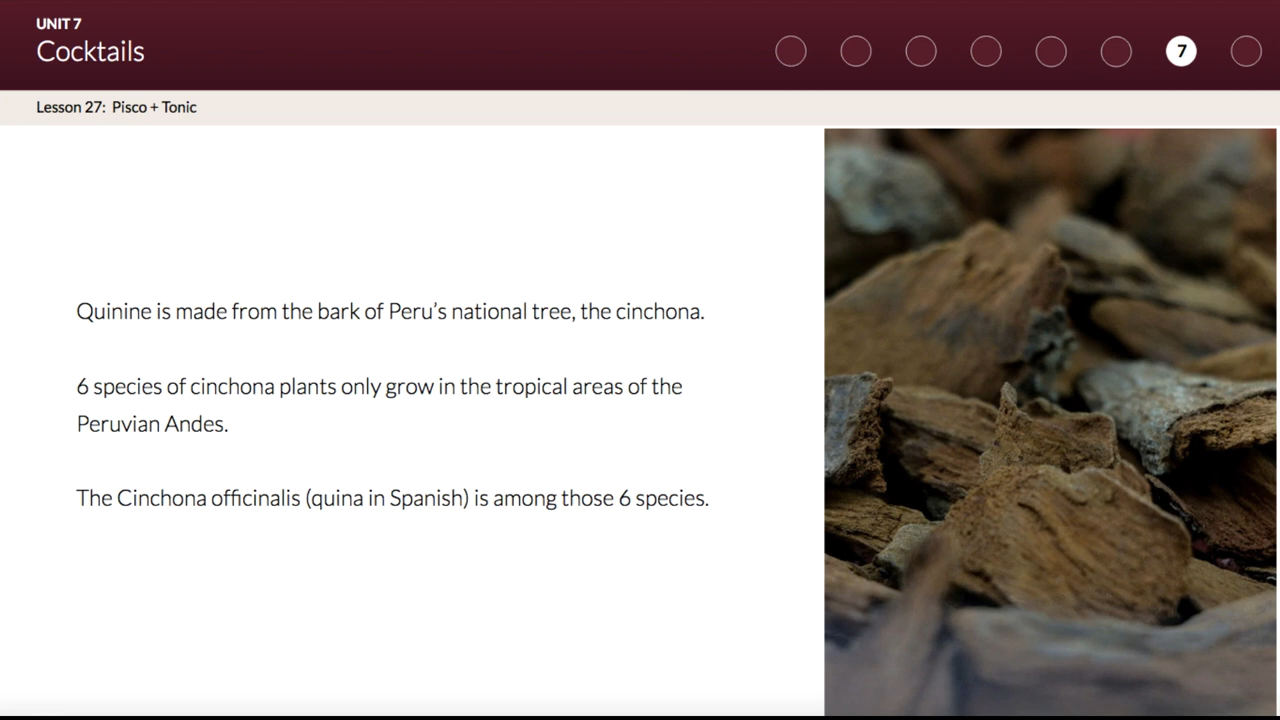 UNIT 7
Cocktails
7
Lesson 27: Pisco + Tonic
Quinine is made from the bark of Peru’s national tree, the cinchona.
6 species of cinchona plants only grow in the tropical areas of the
Peruvian Andes.
The Cinchona officinalis (quina in Spanish) is among those 6 species.